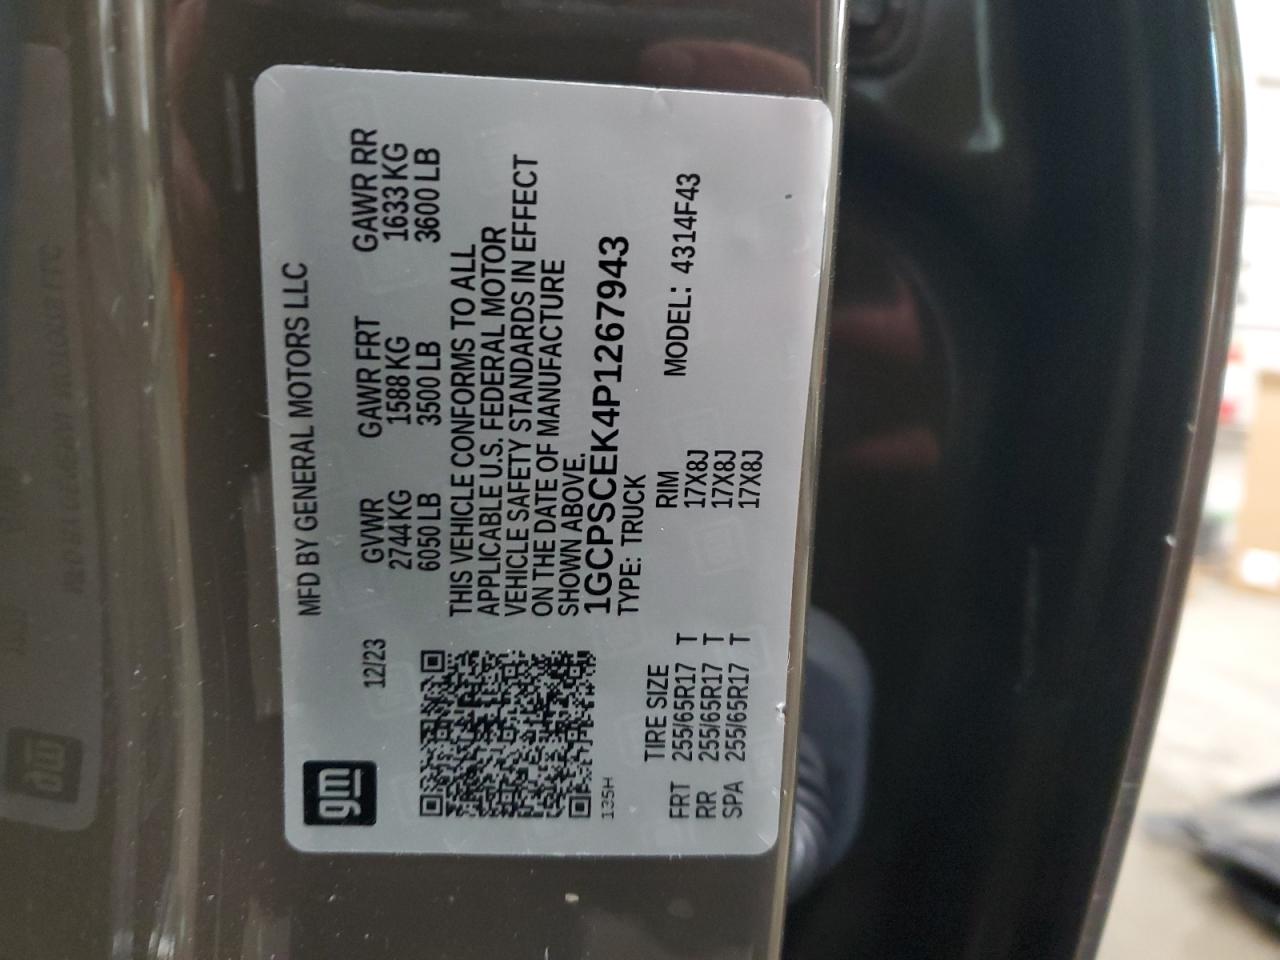 gm
12/23
MFD BY GENERAL MOTORS LLC
GVWR GAWR FRT GAWR RR
2744 KG 1588 KG 1633 KG
6050 LB 3500 LB 3600 LB
THIS VEHICLE CONFORMS TO ALL
APPLICABLE U.S. FEDERAL MOTOR
VEHICLE SAFETY STANDARDS IN EFFECT
ON THE DATE OF MANUFACTURE
SHOWN ABOVE.
1GCPSCEK4P1267943
TYPE: TRUCK
135H
MODEL: 4314F43
TIRE SIZE RIM
FRT 255/65R17 T 17X8J
RR 255/65R17 T 17X8J
SPA 255/65R17 T 17X8J